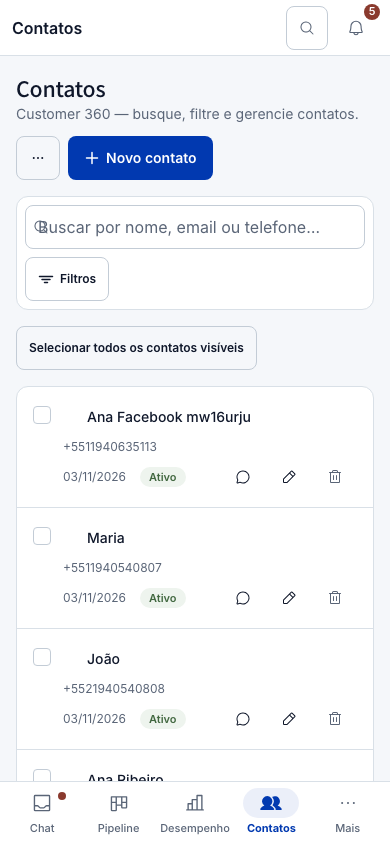 Contatos
5
Contatos
Customer 360 — busque, filtre e gerencie contatos.
··· Novo contato
Buscar por nome, email ou telefone...
Filtros
Selecionar todos os contatos visíveis
Ana Facebook mw16urju
+5511940635113
03/11/2026 Ativo
Maria
+5511940540807
03/11/2026 Ativo
João
+5521940540808
03/11/2026 Ativo
Ana Ribeiro
Chat Pipeline Desempenho Contatos Mais